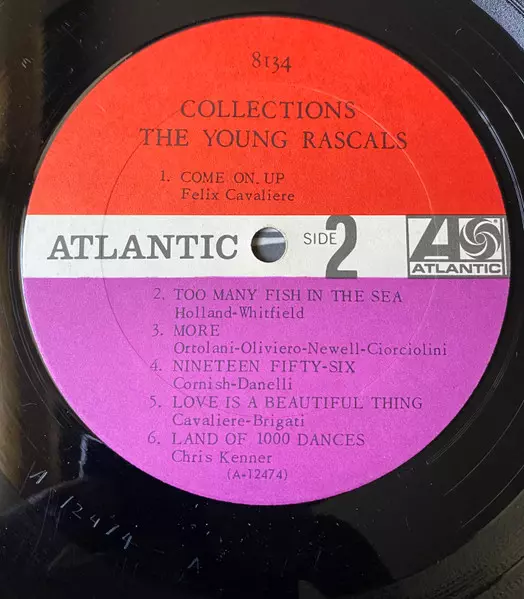 8134
COLLECTIONS
THE YOUNG RASCALS
1. COME ON, UP
Felix Cavaliere
ATLANTIC SIDE 2 ATLANTIC
2. TOO MANY FISH IN THE SEA
Holland-Whitfield
3. MORE
Ortolani-Oliviero-Newell-Ciorciolini
4. NINETEEN FIFTY-SIX
Cornish-Danelli
5. LOVE IS A BEAUTIFUL THING
Cavaliere-Brigati
6. LAND OF 1000 DANCES
Chris Kenner
(A-12474)
A 12474 - A